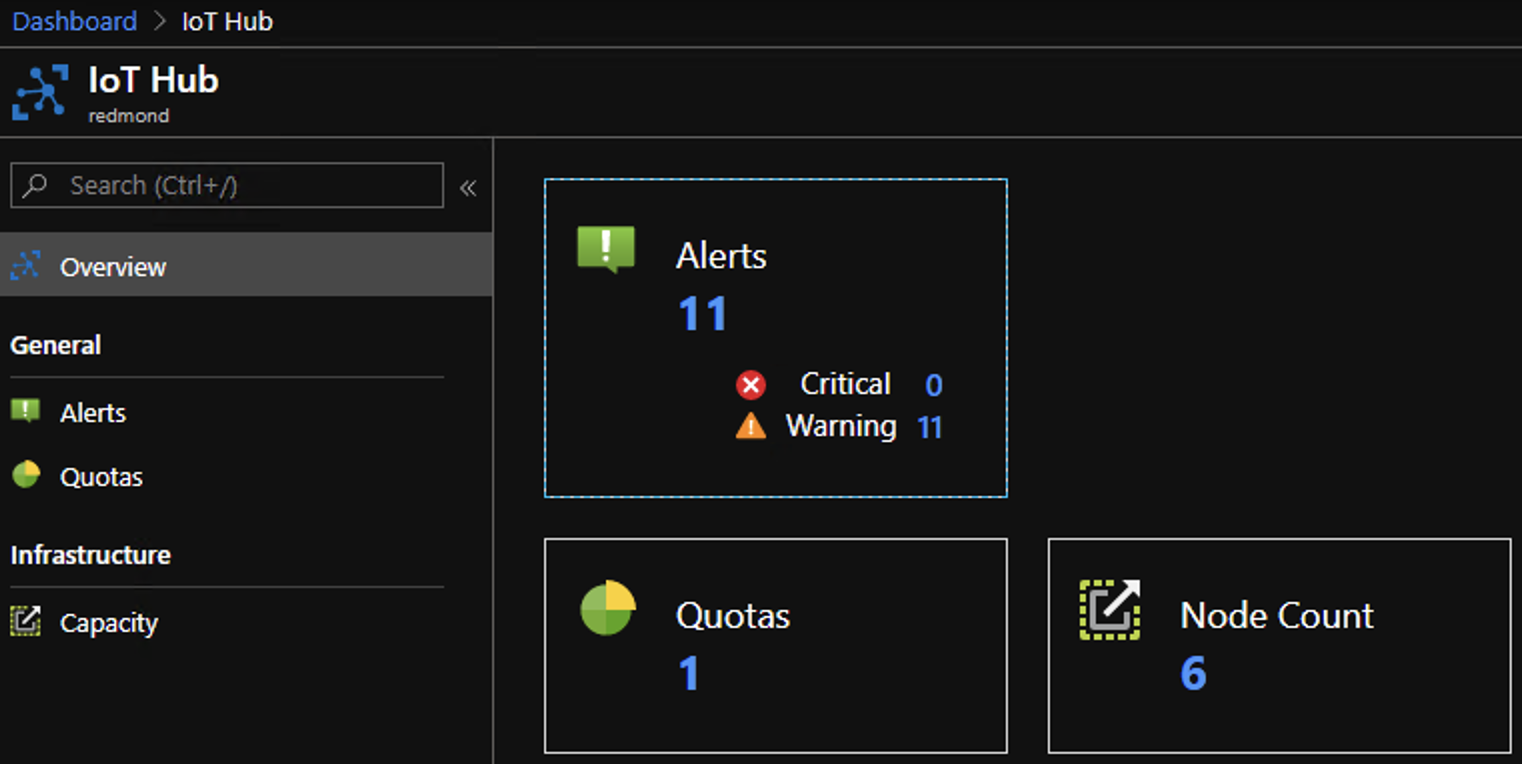 Dashboard > IoT Hub
IoT Hub
redmond
Search (Ctrl+/)
«
Overview
General
Alerts
Quotas
Infrastructure
Capacity
Alerts
11
Critical 0
Warning 11
Quotas
1
Node Count
6